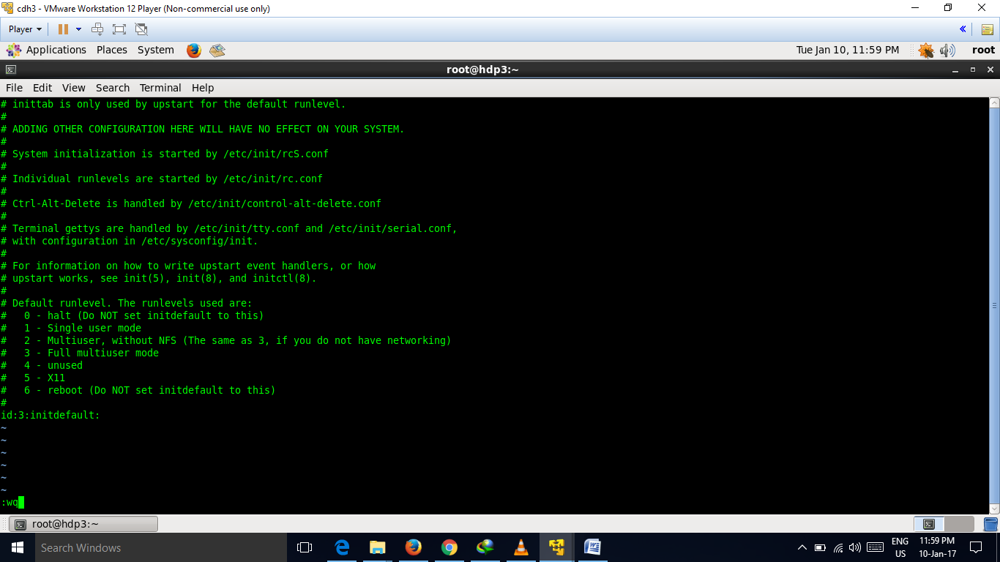 cdh3 - VMware Workstation 12 Player (Non-commercial use only)
Player
Applications Places System
Tue Jan 10, 11:59 PM
root
root@hdp3:~
File Edit View Search Terminal Help
# inittab is only used by upstart for the default runlevel.
#
# ADDING OTHER CONFIGURATION HERE WILL HAVE NO EFFECT ON YOUR SYSTEM.
#
# System initialization is started by /etc/init/rcS.conf
#
# Individual runlevels are started by /etc/init/rc.conf
#
# Ctrl-Alt-Delete is handled by /etc/init/control-alt-delete.conf
#
# Terminal gettys are handled by /etc/init/tty.conf and /etc/init/serial.conf,
# with configuration in /etc/sysconfig/init.
#
# For information on how to write upstart event handlers, or how
# upstart works, see init(5), init(8), and initctl(8).
#
# Default runlevel. The runlevels used are:
#   0 - halt (Do NOT set initdefault to this)
#   1 - Single user mode
#   2 - Multiuser, without NFS (The same as 3, if you do not have networking)
#   3 - Full multiuser mode
#   4 - unused
#   5 - X11
#   6 - reboot (Do NOT set initdefault to this)
#
id:3:initdefault:
~
~
~
~
~
~
:wq
root@hdp3:~
Search Windows
ENG
US
11:59 PM
10-Jan-17